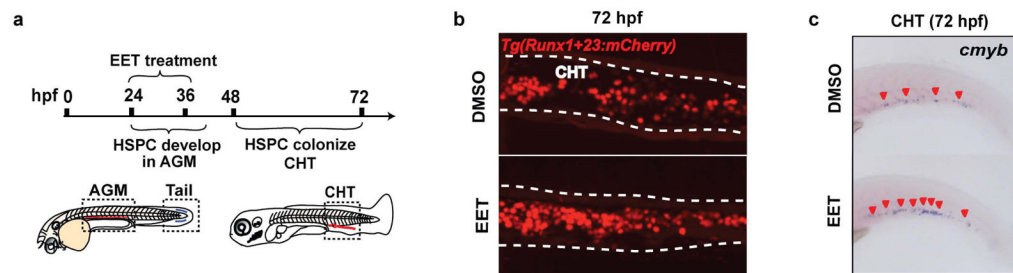 a
EET treatment
hpf 0 24 36 48 72
HSPC develop
in AGM
HSPC colonize
CHT
AGM
Tail
CHT
b
72 hpf
Tg(Runx1+23:mCherry)
CHT
DMSO
EET
c
CHT (72 hpf)
cmyb
DMSO
EET